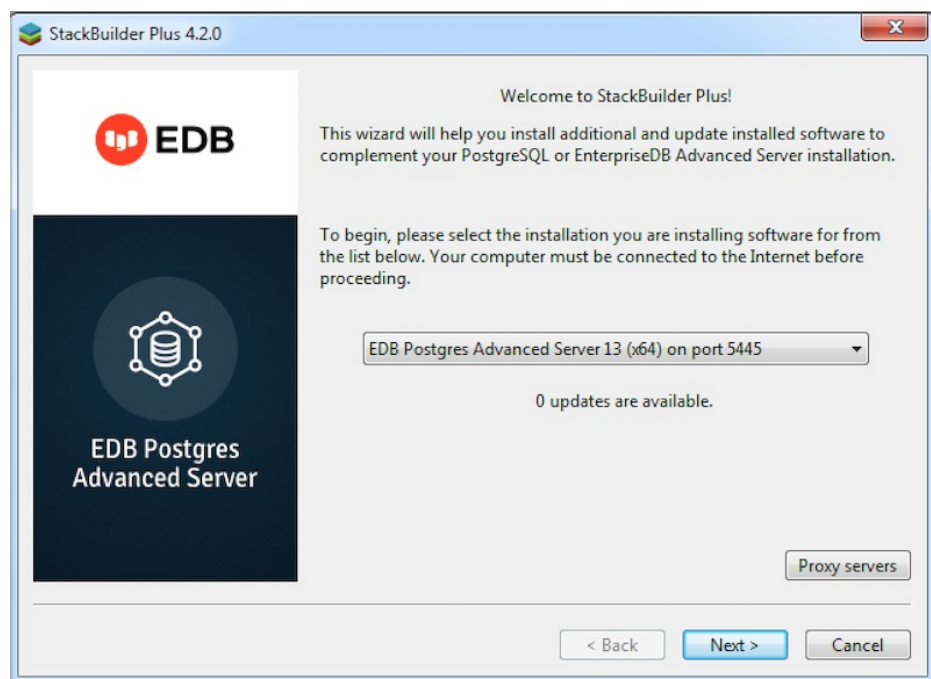 StackBuilder Plus 4.2.0
EDB
EDB Postgres
Advanced Server
Welcome to StackBuilder Plus!
This wizard will help you install additional and update installed software to
complement your PostgreSQL or EnterpriseDB Advanced Server installation.
To begin, please select the installation you are installing software for from
the list below. Your computer must be connected to the Internet before
proceeding.
EDB Postgres Advanced Server 13 (x64) on port 5445
0 updates are available.
Proxy servers
< Back
Next >
Cancel